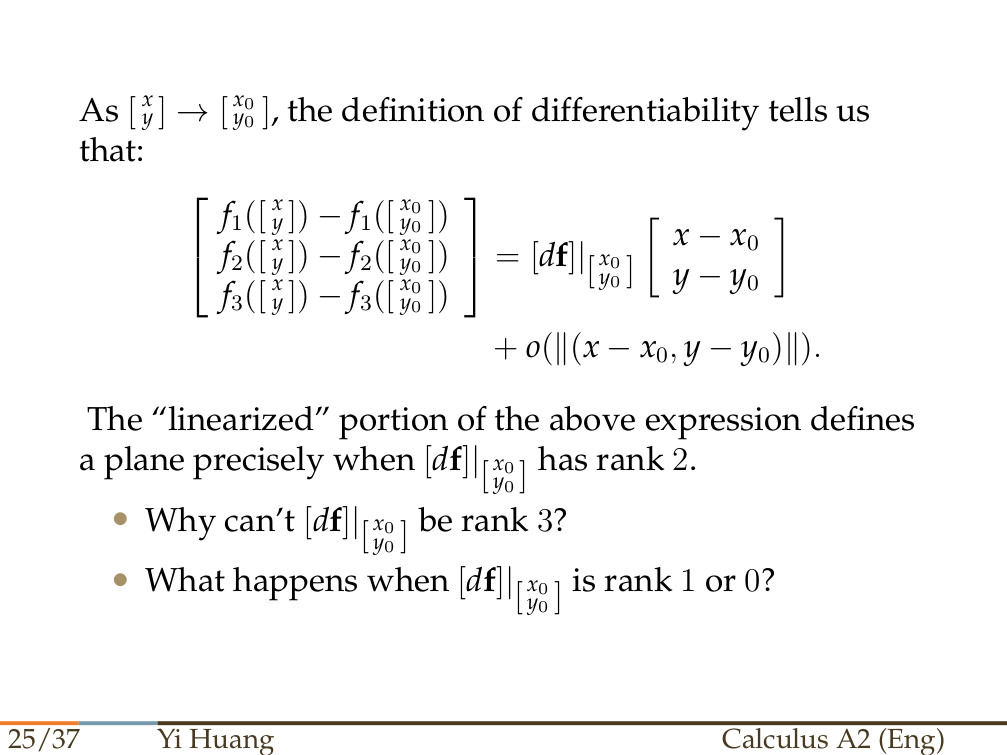 As [ x y ] → [ x₀ y₀ ], the definition of differentiability tells us
that:
[ f₁([ x y ]) − f₁([ x₀ y₀ ])
f₂([ x y ]) − f₂([ x₀ y₀ ])
f₃([ x y ]) − f₃([ x₀ y₀ ]) ] = [df]|[ x₀ y₀ ] [ x − x₀
y − y₀ ]
+ o(‖(x − x₀, y − y₀)‖).
The “linearized” portion of the above expression defines
a plane precisely when [df]|[ x₀ y₀ ] has rank 2.
• Why can’t [df]|[ x₀ y₀ ] be rank 3?
• What happens when [df]|[ x₀ y₀ ] is rank 1 or 0?
25/37 Yi Huang Calculus A2 (Eng)